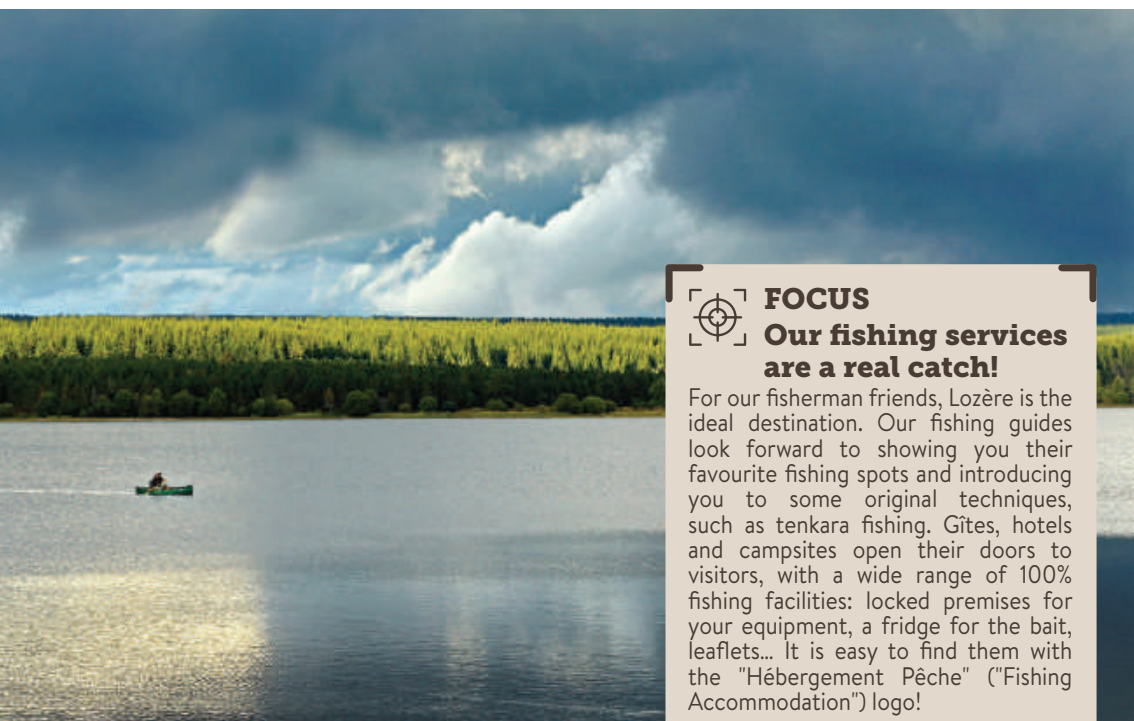 FOCUS
Our fishing services
are a real catch!
For our fisherman friends, Lozère is the
ideal destination. Our fishing guides
look forward to showing you their
favourite fishing spots and introducing
you to some original techniques,
such as tenkara fishing. Gîtes, hotels
and campsites open their doors to
visitors, with a wide range of 100%
fishing facilities: locked premises for
your equipment, a fridge for the bait,
leaflets... It is easy to find them with
the "Hébergement Pêche" ("Fishing
Accommodation") logo!